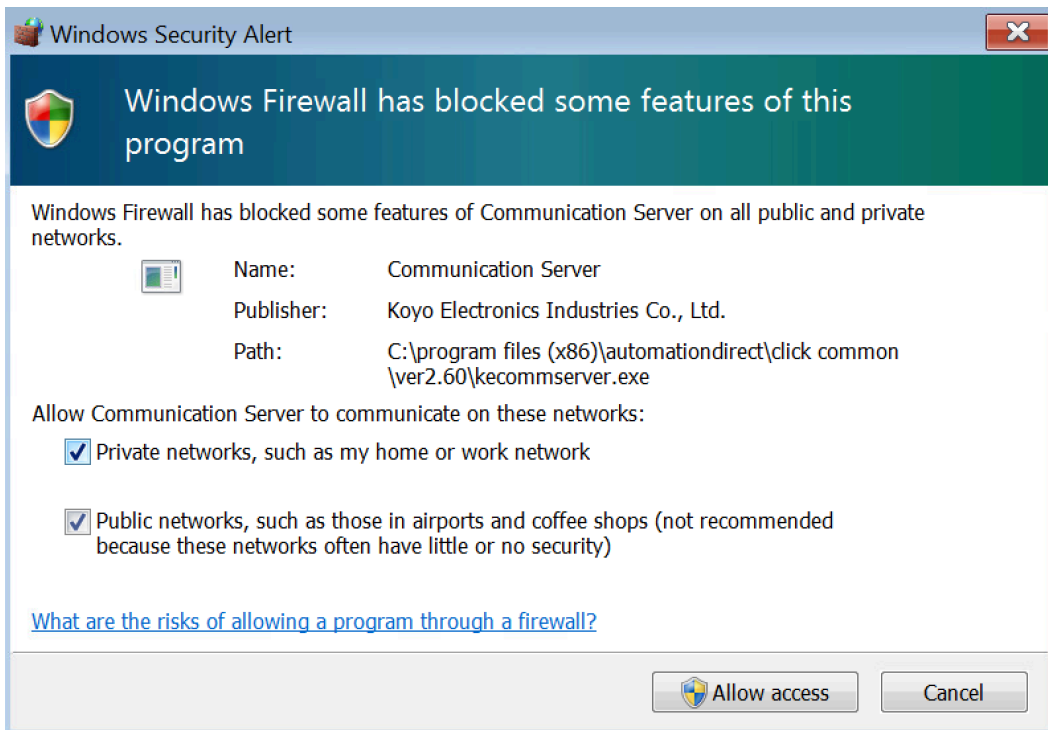 Windows Security Alert
Windows Firewall has blocked some features of this
program
Windows Firewall has blocked some features of Communication Server on all public and private
networks.
Name: Communication Server
Publisher: Koyo Electronics Industries Co., Ltd.
Path: C:\program files (x86)\automationdirect\click common
\ver2.60\kecommserver.exe
Allow Communication Server to communicate on these networks:
Private networks, such as my home or work network
Public networks, such as those in airports and coffee shops (not recommended
because these networks often have little or no security)
What are the risks of allowing a program through a firewall?
Allow access Cancel